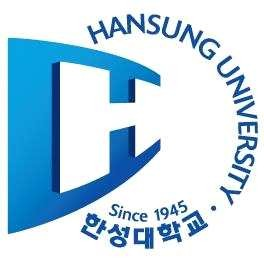 HANSUNG UNIVERSITY ·
H
Since 1945
한성대학교